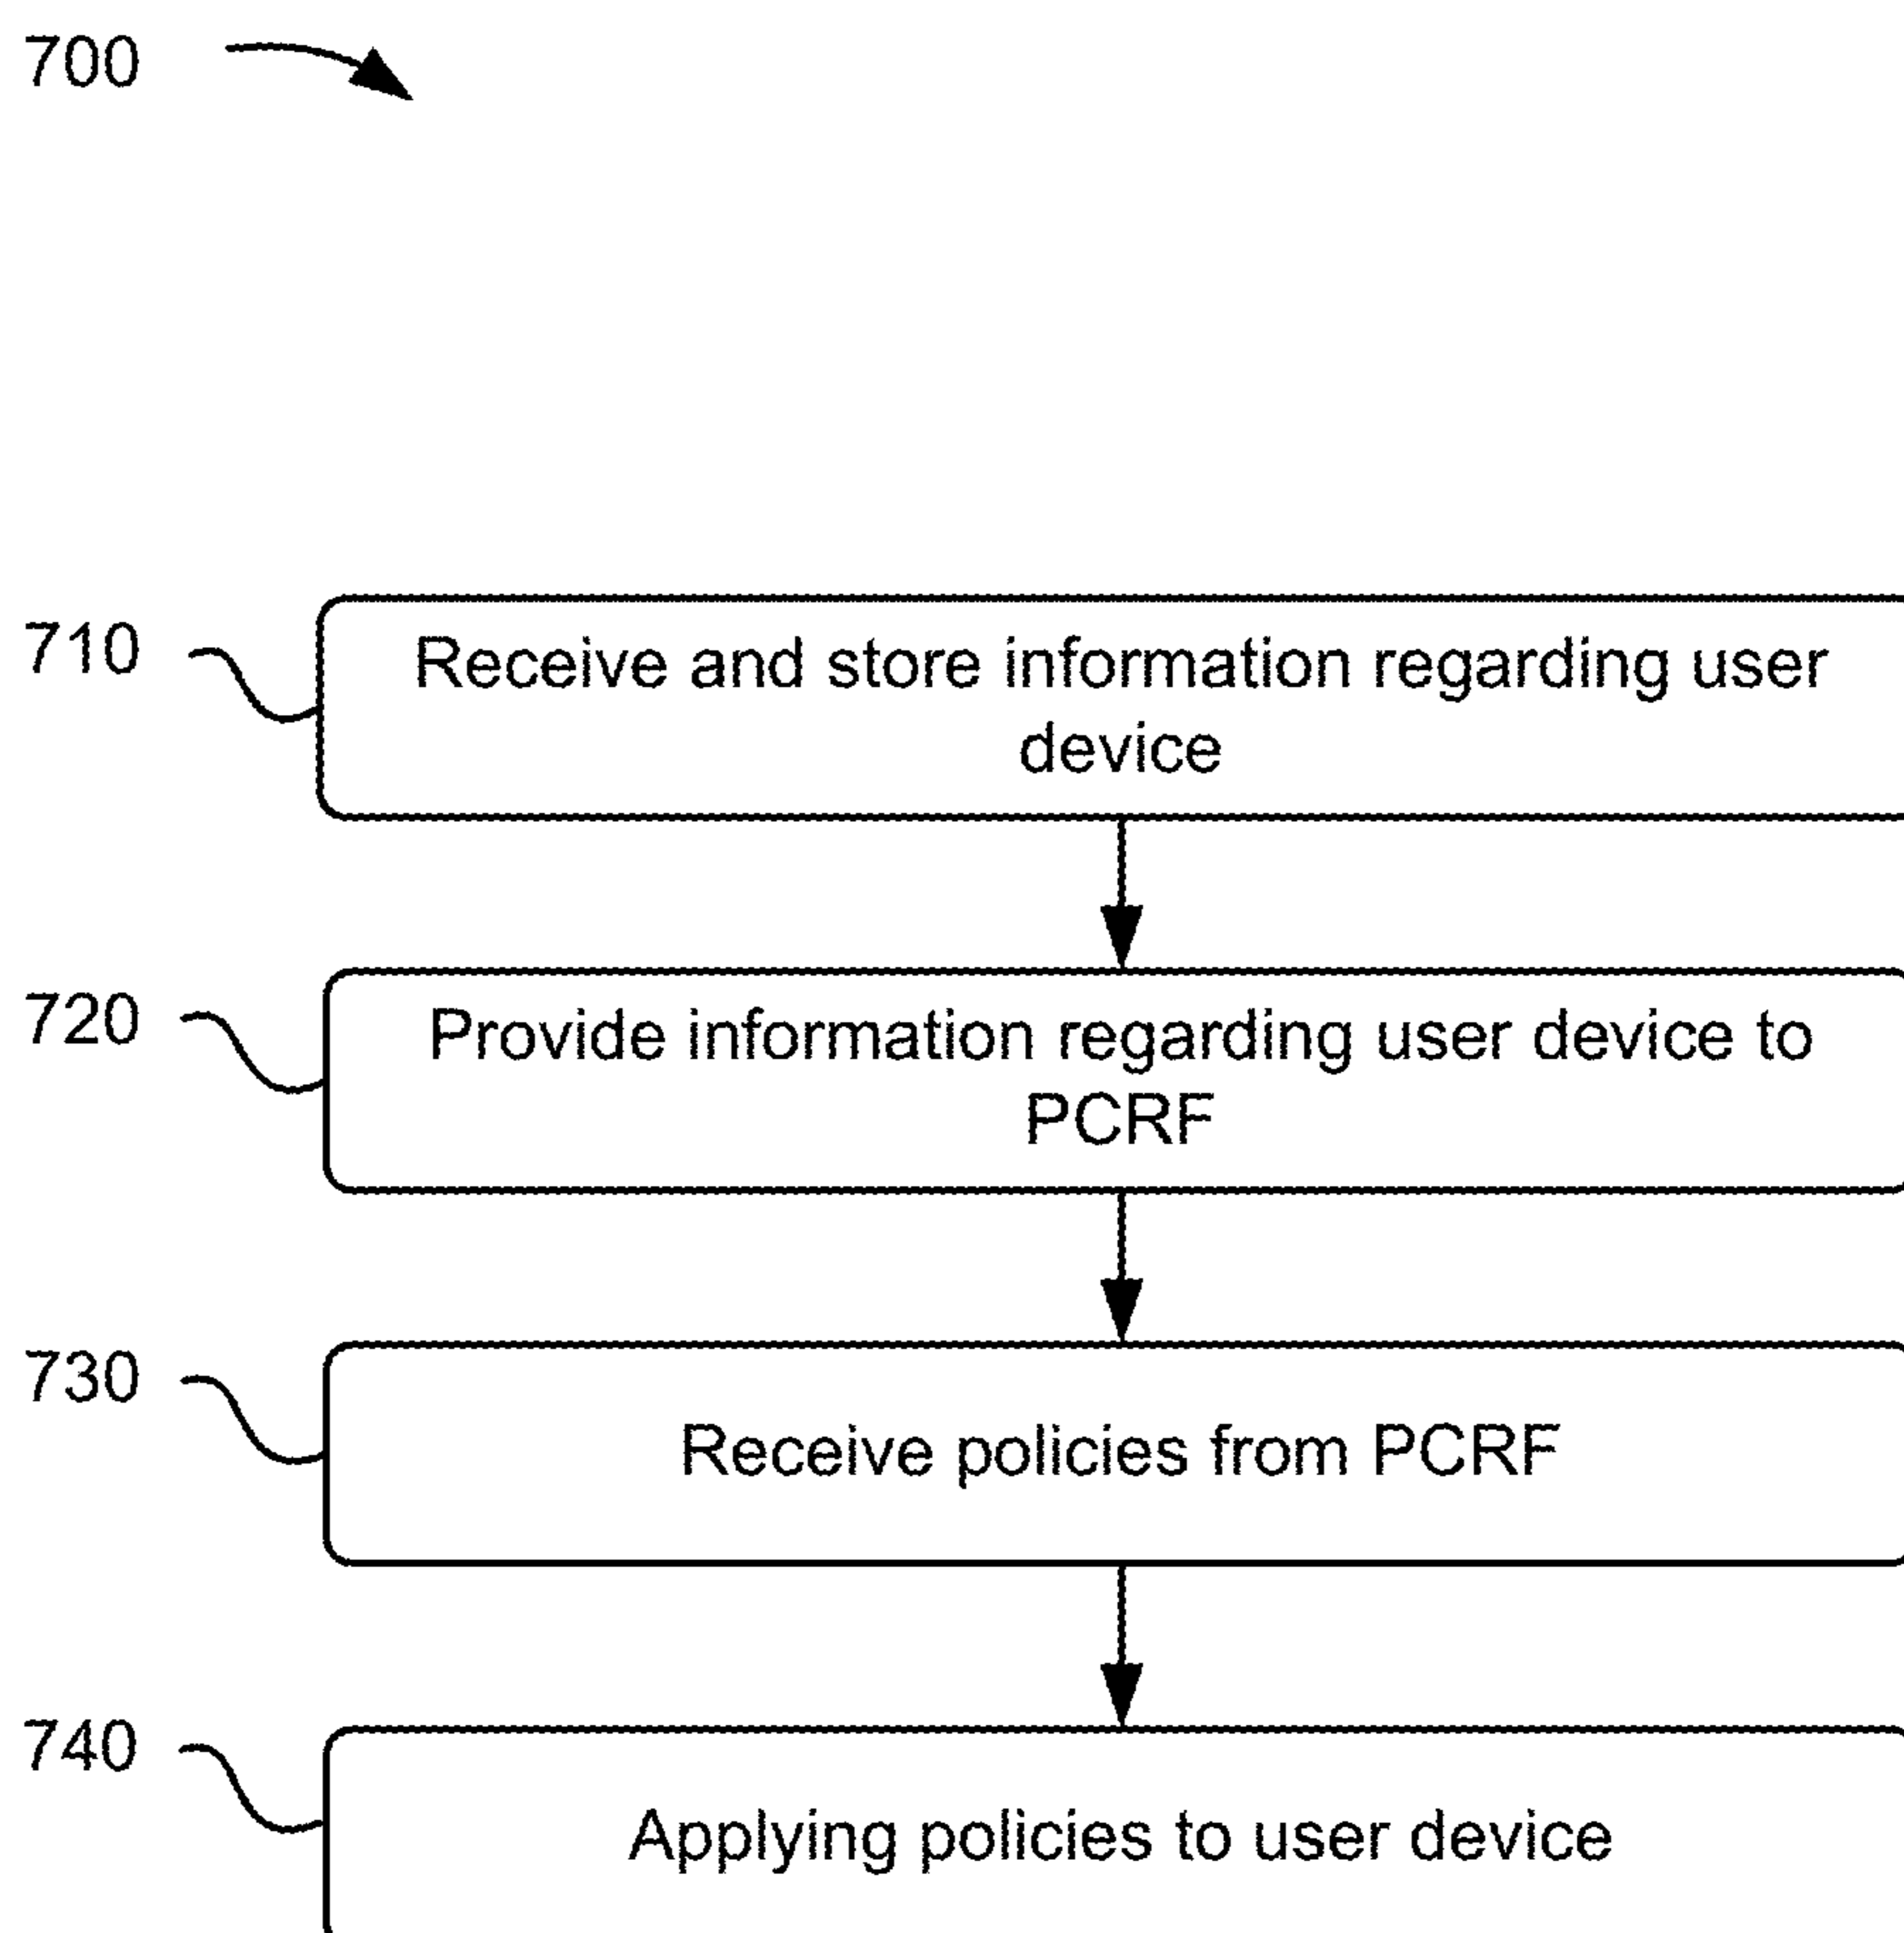 700
710
Receive and store information regarding user
device
720
Provide information regarding user device to
PCRF
730
Receive policies from PCRF
740
Applying policies to user device